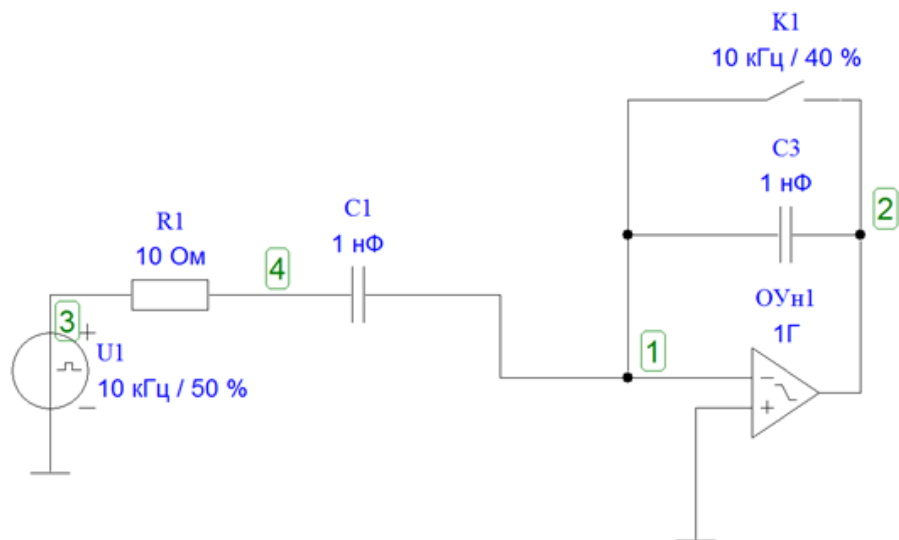 K1
10 кГц / 40 %
C3
1 нФ
2
C1
1 нФ
R1
10 Ом
4
ОУн1
1Г
3
+
U1
10 кГц / 50 %
−
1
−
+